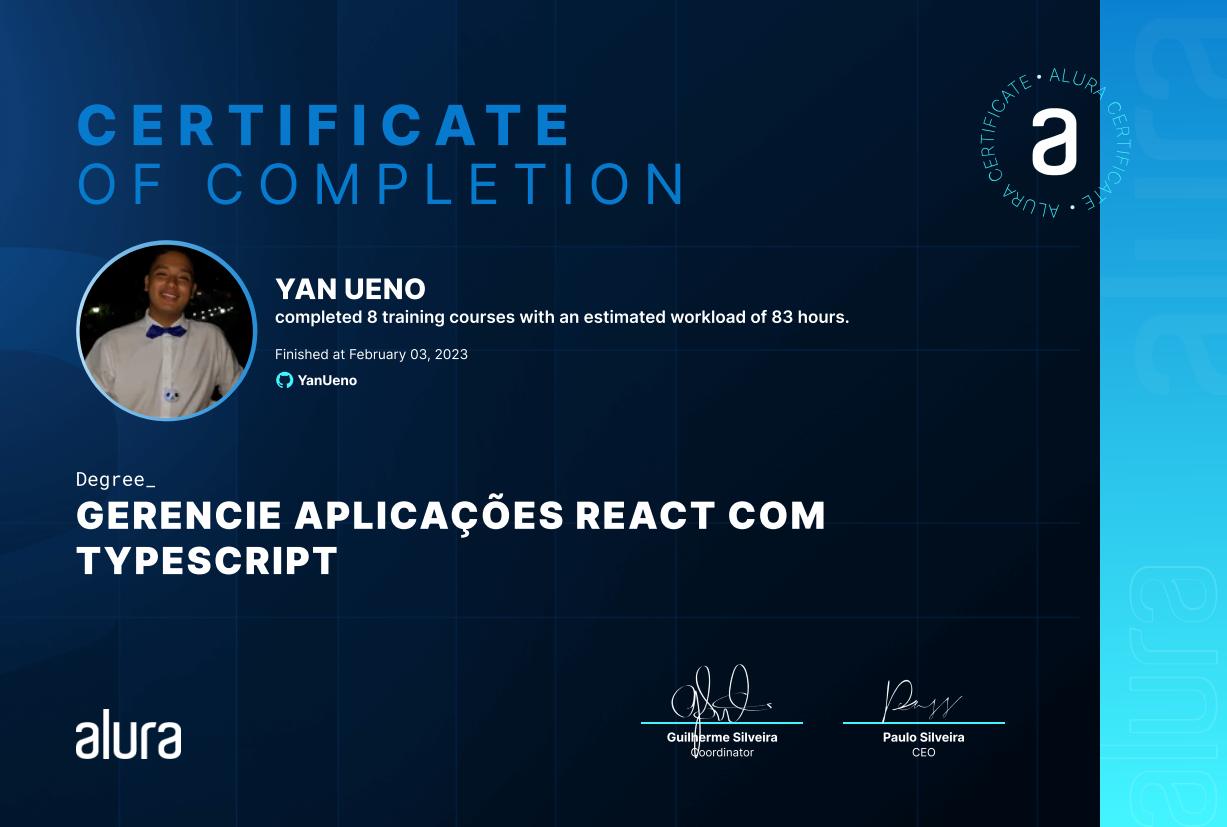 CERTIFICATE
OF COMPLETION
ALURA CERTIFICATE • ALURA CERTIFICATE •
a
YAN UENO
completed 8 training courses with an estimated workload of 83 hours.
Finished at February 03, 2023
YanUeno
Degree_
GERENCIE APLICAÇÕES REACT COM
TYPESCRIPT
alura
Guilherme Silveira
Coordinator
Paulo Silveira
CEO
alura
alura